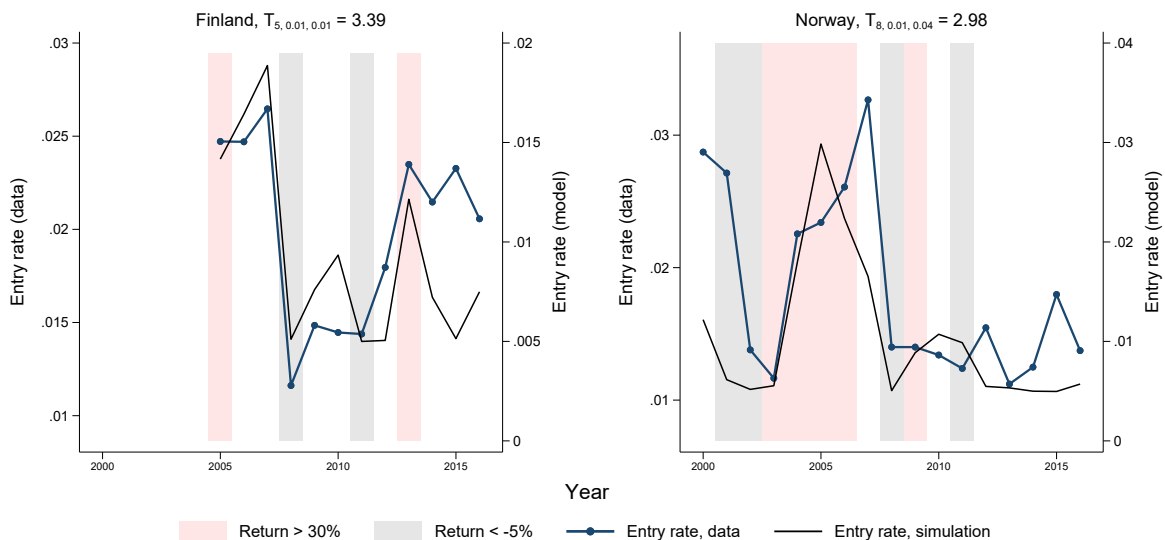 Finland, T5, 0.01, 0.01 = 3.39
Norway, T8, 0.01, 0.04 = 2.98
Entry rate (data)
.03
.025
.02
.015
.01
.02
.015
.01
.005
0
Entry rate (model)
2000
2005
2010
2015
Entry rate (data)
.03
.02
.01
.04
.03
.02
.01
0
Entry rate (model)
2000
2005
2010
2015
Year
Return > 30%
Return < -5%
Entry rate, data
Entry rate, simulation